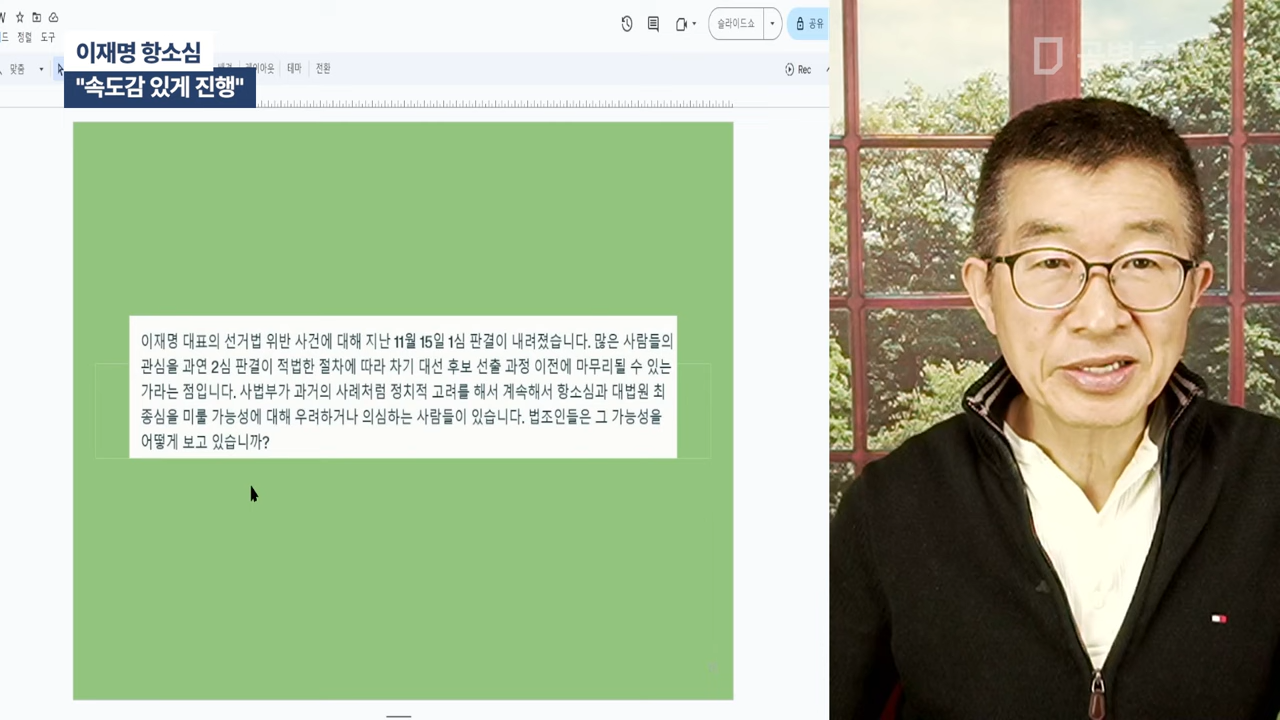 이재명 항소심
"속도감 있게 진행"
정렬
도구
슬라이드쇼
공유
맞춤
테마
전환
Rec
이재명 대표의 선거법 위반 사건에 대해 지난 11월 15일 1심 판결이 내려졌습니다. 많은 사람들의
관심을 과연 2심 판결이 적법한 절차에 따라 차기 대선 후보 선출 과정 이전에 마무리될 수 있는
가라는 점입니다. 사법부가 과거의 사례처럼 정치적 고려를 해서 계속해서 항소심과 대법원 최
종심을 미룰 가능성에 대해 우려하거나 의심하는 사람들이 있습니다. 법조인들은 그 가능성을
어떻게 보고 있습니까?